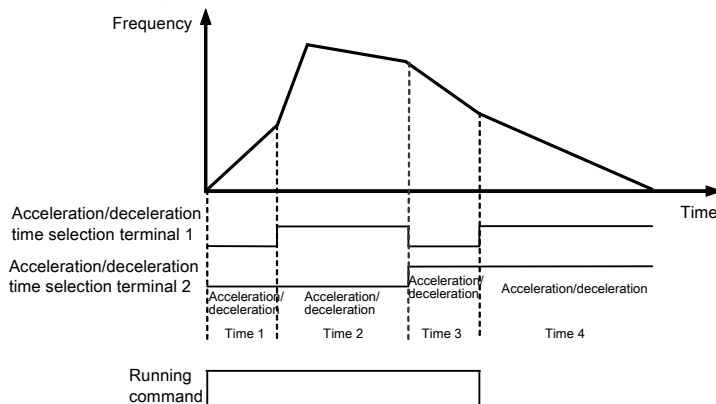 Frequency
Time
Acceleration/deceleration
time selection terminal 1
Acceleration/deceleration
time selection terminal 2
Acceleration/
deceleration
Acceleration/
deceleration
Acceleration/
deceleration
Acceleration/deceleration
Time 1
Time 2
Time 3
Time 4
Running
command